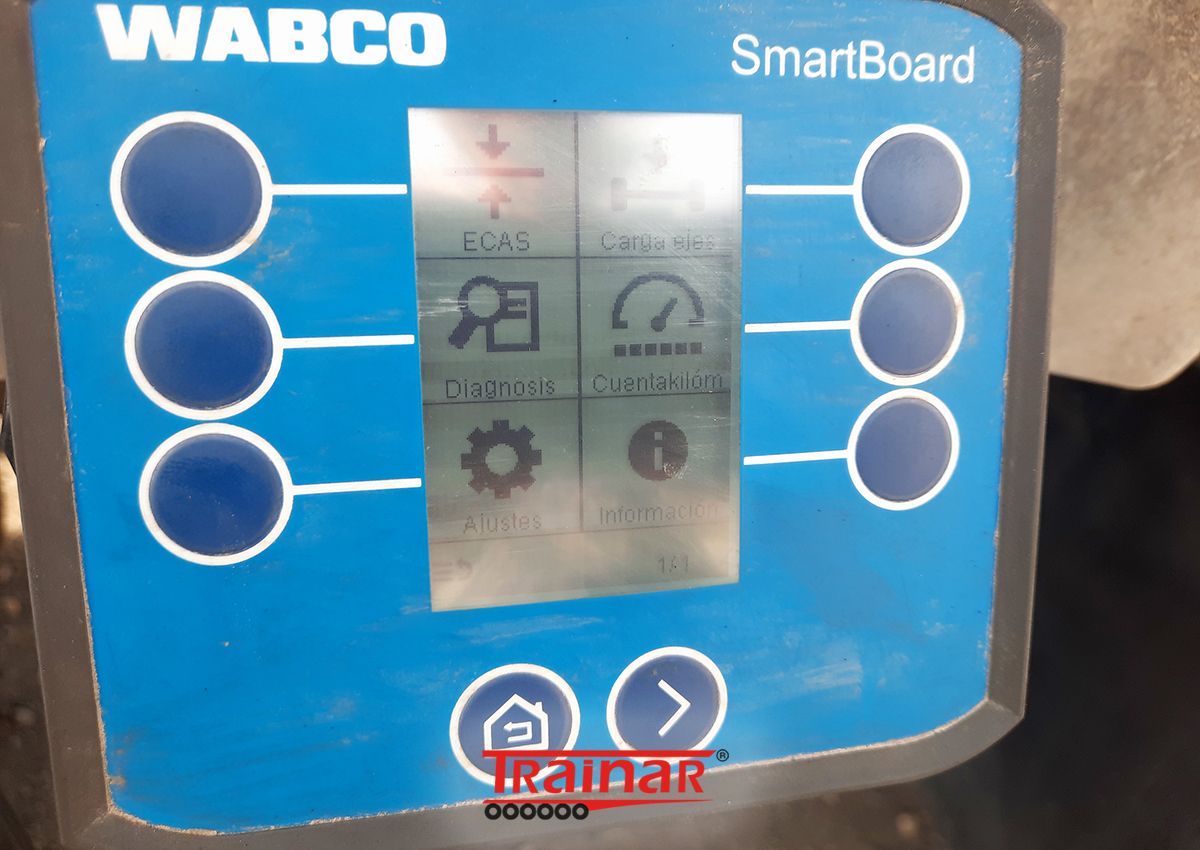 WABCO
SmartBoard
ECAS
Carga ejes
Diagnosis
Cuentakilóm
Ajustes
Información
1/1
TRAiNAR®